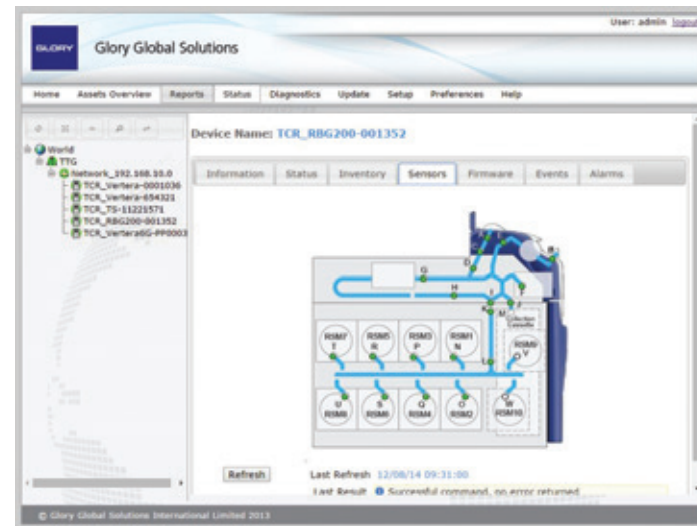 User: admin logout
GLORY
Glory Global Solutions
Home Assets Overview Reports Status Diagnostics Update Setup Preferences Help
Device Name: TCR_RBG200-001352
World
TTG
Network_192.168.10.0
TCR_Vertera-0001036
TCR_Vertera-654321
TCR_TS-11221571
TCR_RBG200-001352
TCR_Vertera6G-PP0003
Information Status Inventory Sensors Firmware Events Alarms
D
B
G
H
I
F
K
M
Collection
Cassette
RSM7
T
RSM5
R
RSM3
P
RSM1
N
RSM9
V
L
U
RSM8
S
RSM6
Q
RSM4
O
RSM2
W
RSM10
Refresh
Last Refresh 12/08/14 09:31:00
Last Result Successful command, no error returned
© Glory Global Solutions International Limited 2013